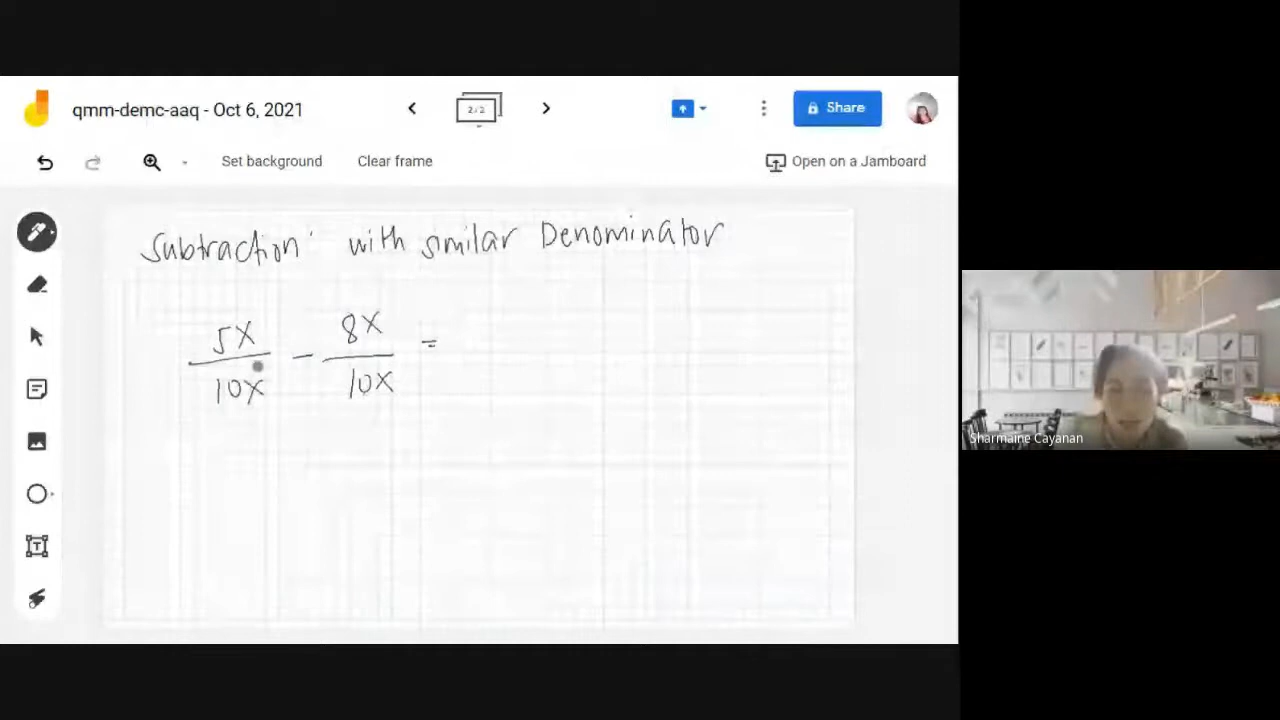 qmm-demc-aaq - Oct 6, 2021
2/2
Share
Set background
Clear frame
Open on a Jamboard
Subtraction with similar Denominator
5X/10X - 8X/10X =
T
Sharmaine Cayanan